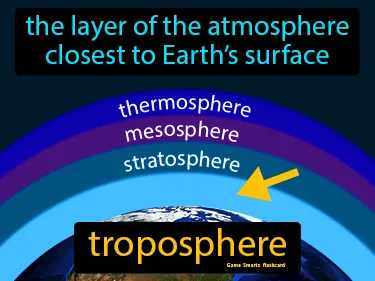 the layer of the atmosphere
closest to Earth's surface
thermosphere
mesosphere
stratosphere
troposphere
Game Smartz flashcard